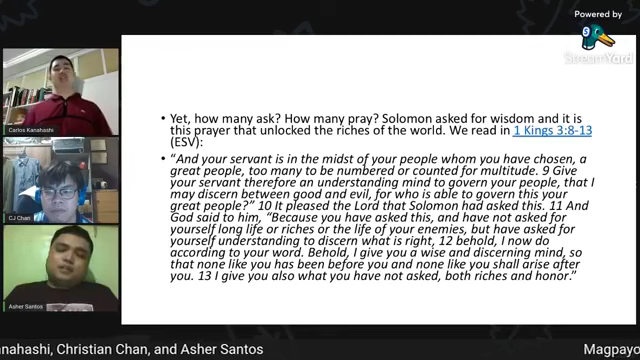 Powered by
StreamYard
• Yet, how many ask? How many pray? Solomon asked for wisdom and it is
this prayer that unlocked the riches of the world. We read in 1 Kings 3:8-13
(ESV):
• “And your servant is in the midst of your people whom you have chosen, a
great people, too many to be numbered or counted for multitude. 9 Give
your servant therefore an understanding mind to govern your people, that I
may discern between good and evil, for who is able to govern this your
great people?” 10 It pleased the Lord that Solomon had asked this. 11 And
God said to him, “Because you have asked this, and have not asked for
yourself long life or riches or the life of your enemies, but have asked for
yourself understanding to discern what is right, 12 behold, I now do
according to your word. Behold, I give you a wise and discerning mind, so
that none like you has been before you and none like you shall arise after
you. 13 I give you also what you have not asked, both riches and honor.”
Carlos Kanahashi
CJ Chan
Asher Santos
anahashi, Christian Chan, and Asher Santos
Magpayo